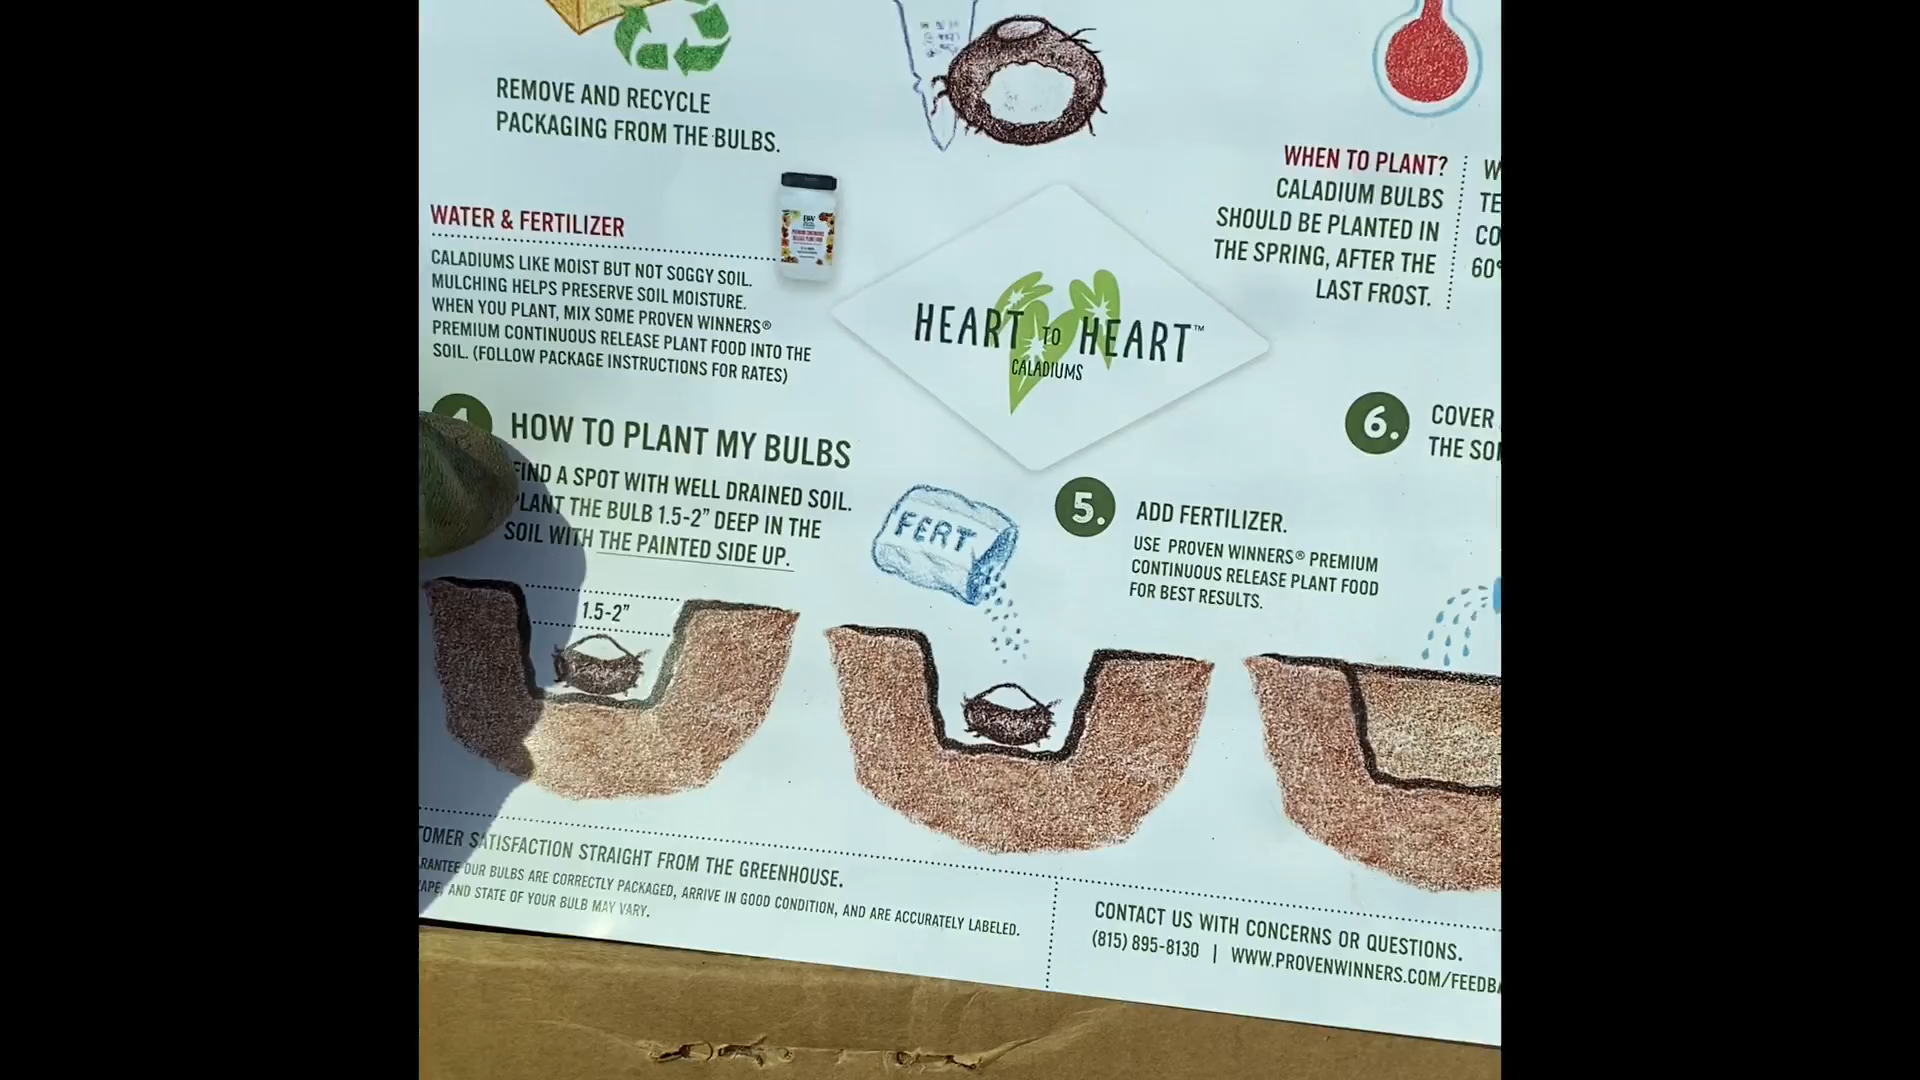 REMOVE AND RECYCLE
PACKAGING FROM THE BULBS.
WATER & FERTILIZER
CALADIUMS LIKE MOIST BUT NOT SOGGY SOIL.
MULCHING HELPS PRESERVE SOIL MOISTURE.
WHEN YOU PLANT, MIX SOME PROVEN WINNERS®
PREMIUM CONTINUOUS RELEASE PLANT FOOD INTO THE
SOIL. (FOLLOW PACKAGE INSTRUCTIONS FOR RATES)
HEART TO HEART™
CALADIUMS
WHEN TO PLANT?
CALADIUM BULBS
SHOULD BE PLANTED IN
THE SPRING, AFTER THE
LAST FROST.
W
TE
CO
60°
HOW TO PLANT MY BULBS
FIND A SPOT WITH WELL DRAINED SOIL.
PLANT THE BULB 1.5-2” DEEP IN THE
SOIL WITH THE PAINTED SIDE UP.
1.5-2”
FERT
5.
ADD FERTILIZER.
USE PROVEN WINNERS® PREMIUM
CONTINUOUS RELEASE PLANT FOOD
FOR BEST RESULTS.
6.
COVER
THE SOI
TOMER SATISFACTION STRAIGHT FROM THE GREENHOUSE.
RANTEE OUR BULBS ARE CORRECTLY PACKAGED, ARRIVE IN GOOD CONDITION, AND ARE ACCURATELY LABELED.
APE, AND STATE OF YOUR BULB MAY VARY.
CONTACT US WITH CONCERNS OR QUESTIONS.
(815) 895-8130 | WWW.PROVENWINNERS.COM/FEEDBA